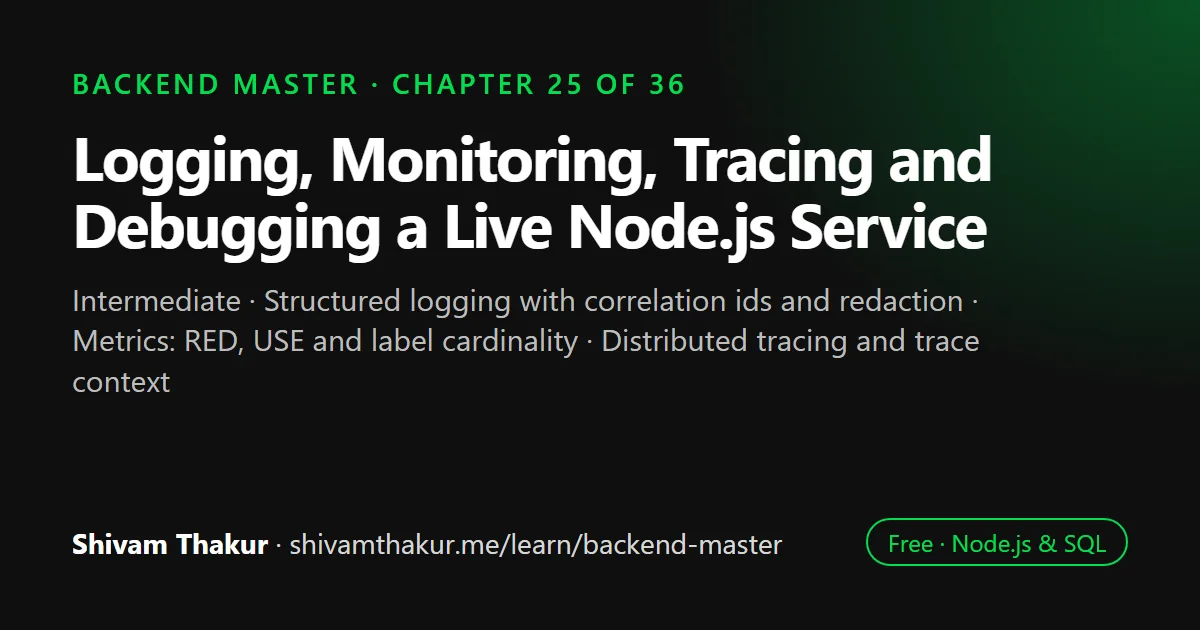 BACKEND MASTER · CHAPTER 25 OF 36
Logging, Monitoring, Tracing and
Debugging a Live Node.js Service
Intermediate · Structured logging with correlation ids and redaction ·
Metrics: RED, USE and label cardinality · Distributed tracing and trace
context
Shivam Thakur · shivamthakur.me/learn/backend-master
Free · Node.js & SQL